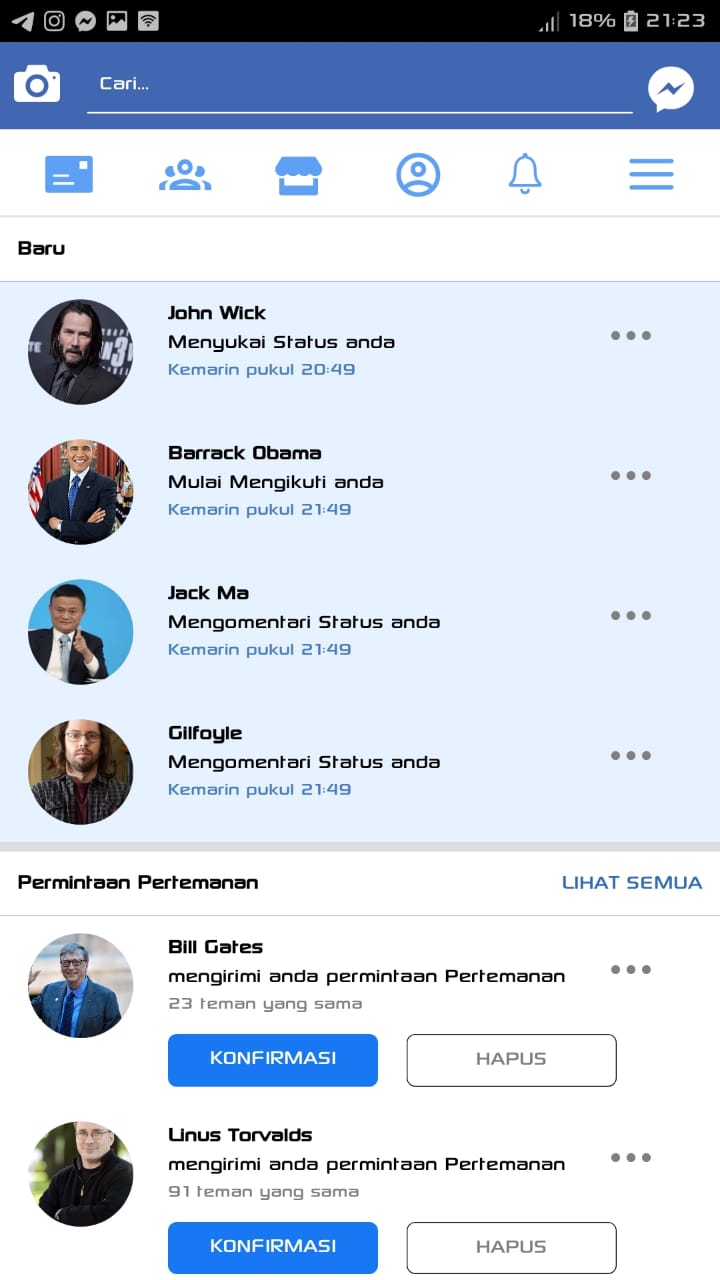 18% 21:23
Cari...
Baru
John Wick
Menyukai Status anda
Kemarin pukul 20:49
Barrack Obama
Mulai Mengikuti anda
Kemarin pukul 21:49
Jack Ma
Mengomentari Status anda
Kemarin pukul 21:49
Gilfoyle
Mengomentari Status anda
Kemarin pukul 21:49
Permintaan Pertemanan LIHAT SEMUA
Bill Gates
mengirimi anda permintaan Pertemanan
23 teman yang sama
KONFIRMASI HAPUS
Linus Torvalds
mengirimi anda permintaan Pertemanan
91 teman yang sama
KONFIRMASI HAPUS